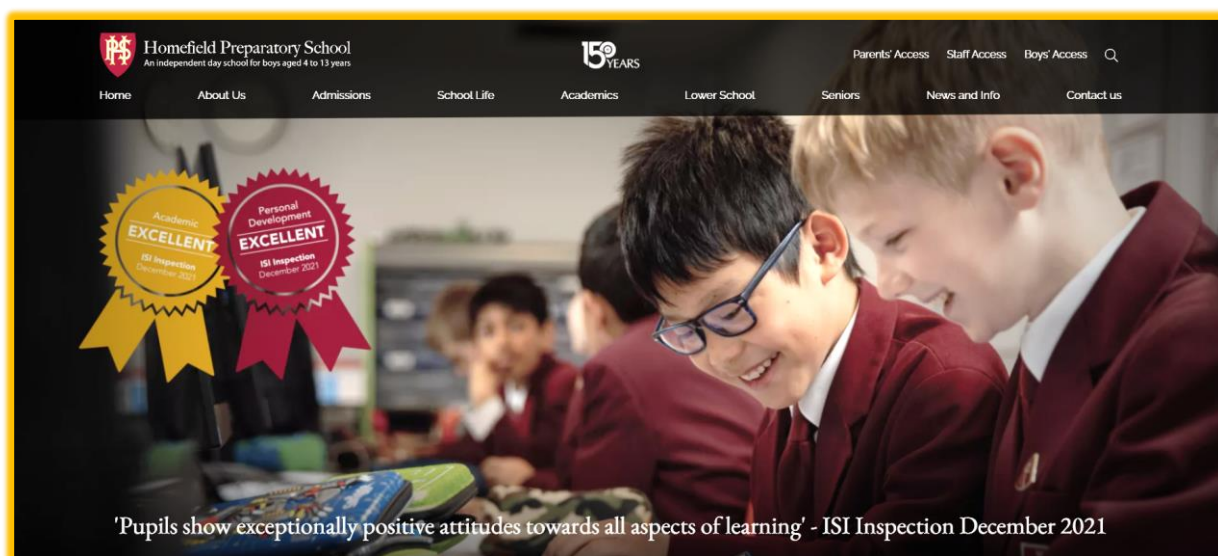 HPS
Homefield Preparatory School
An independent day school for boys aged 4 to 13 years
150 YEARS
Parents' Access Staff Access Boys' Access
Home About Us Admissions School Life Academics Lower School Seniors News and Info Contact us
Academic
EXCELLENT
ISI Inspection
December 2021
Personal
Development
EXCELLENT
ISI Inspection
December 2021
'Pupils show exceptionally positive attitudes towards all aspects of learning' - ISI Inspection December 2021